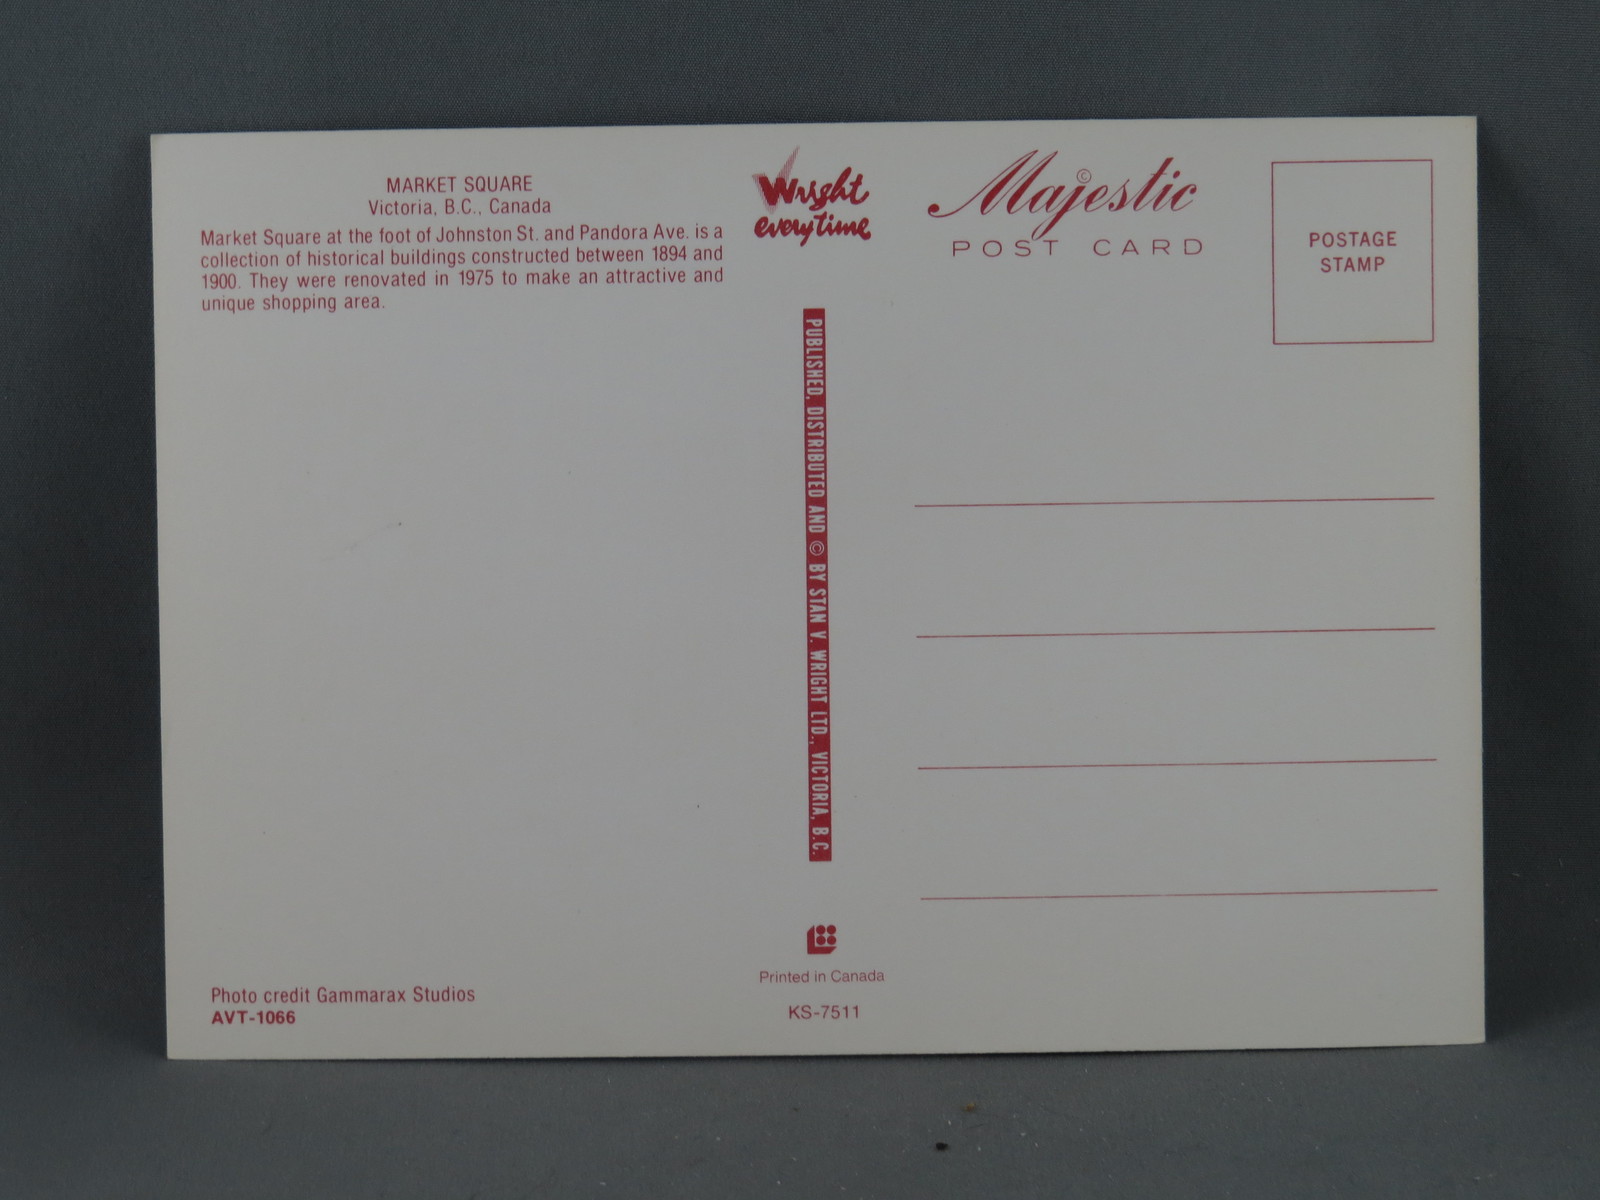 MARKET SQUARE
Victoria, B.C., Canada
Market Square at the foot of Johnston St. and Pandora Ave. is a
collection of historical buildings constructed between 1894 and
1900. They were renovated in 1975 to make an attractive and
unique shopping area.
Photo credit Gammarax Studios
AVT-1066
Wright
everytime
PUBLISHED, DISTRIBUTED AND © BY STAN V. WRIGHT LTD., VICTORIA, B.C.
Printed in Canada
KS-7511
Majestic ©
POST CARD
POSTAGE
STAMP